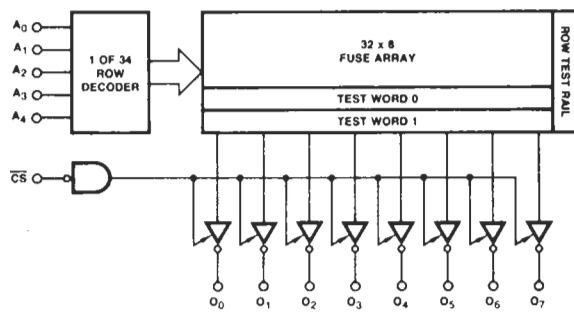 A0
A1
A2
A3
A4
1 OF 34
ROW
DECODER
32 x 8
FUSE ARRAY
TEST WORD 0
TEST WORD 1
ROW TEST RAIL
CS
O0
O1
O2
O3
O4
O5
O6
O7